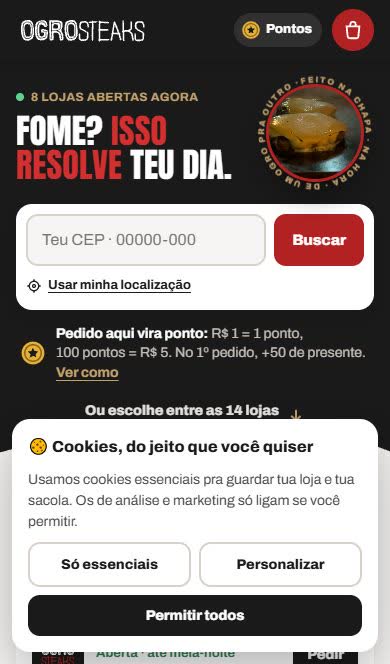 OGROSTEAKS
Pontos
8 LOJAS ABERTAS AGORA
FOME? ISSO
RESOLVE TEU DIA.
FEITO NA CHAPA · NA HORA · DE UM OGRO PRA OUTRO ·
Teu CEP · 00000-000
Buscar
Usar minha localização
Pedido aqui vira ponto: R$ 1 = 1 ponto,
100 pontos = R$ 5. No 1º pedido, +50 de presente.
Ver como
Ou escolhe entre as 14 lojas
Cookies, do jeito que você quiser
Usamos cookies essenciais pra guardar tua loja e tua
sacola. Os de análise e marketing só ligam se você
permitir.
Só essenciais
Personalizar
Permitir todos
STEAKS
Aberta · até meia-noite
Pedir